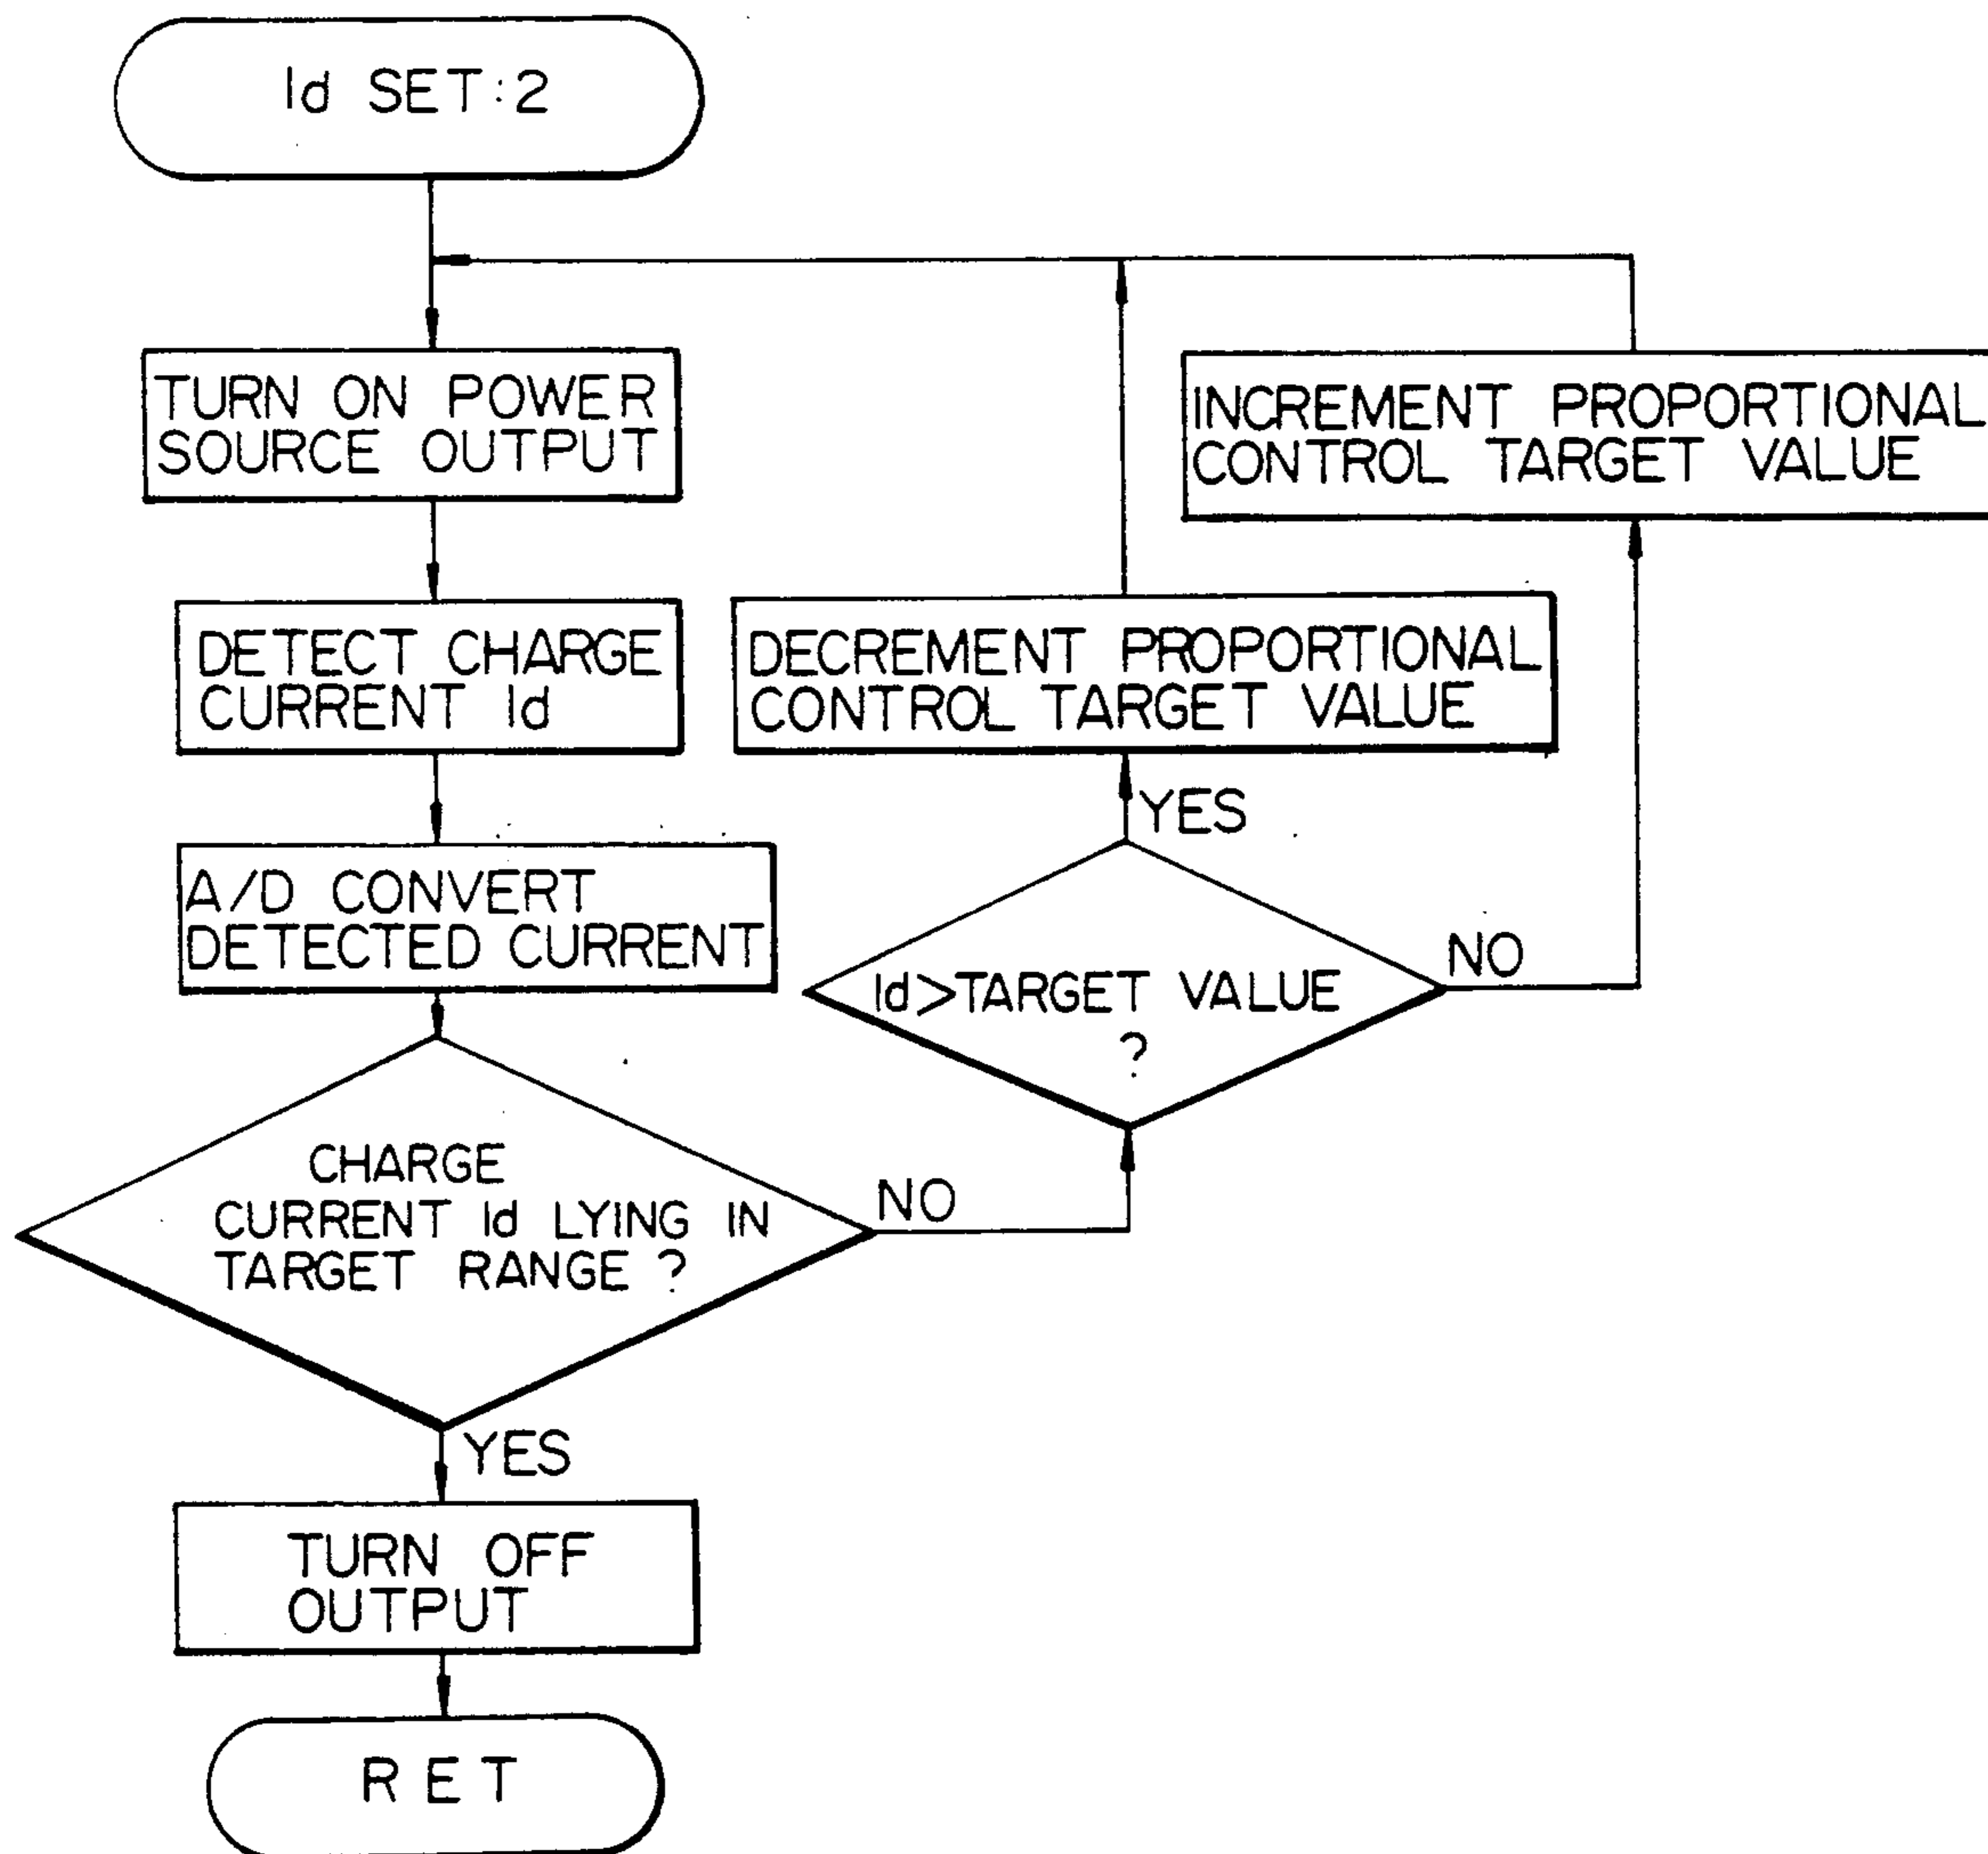 Id SET:2
TURN ON POWER
SOURCE OUTPUT
DETECT CHARGE
CURRENT Id
A/D CONVERT
DETECTED CURRENT
CHARGE
CURRENT Id LYING IN
TARGET RANGE ?
NO
YES
TURN OFF
OUTPUT
RET
Id>TARGET VALUE
?
YES
NO
DECREMENT PROPORTIONAL
CONTROL TARGET VALUE
INCREMENT PROPORTIONAL
CONTROL TARGET VALUE